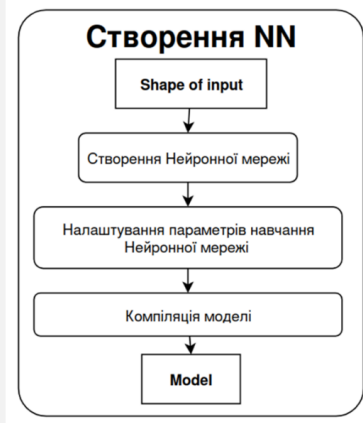 Створення NN
Shape of input
Створення Нейронної мережі
Налаштування параметрів навчання
Нейронної мережі
Компіляція моделі
Model